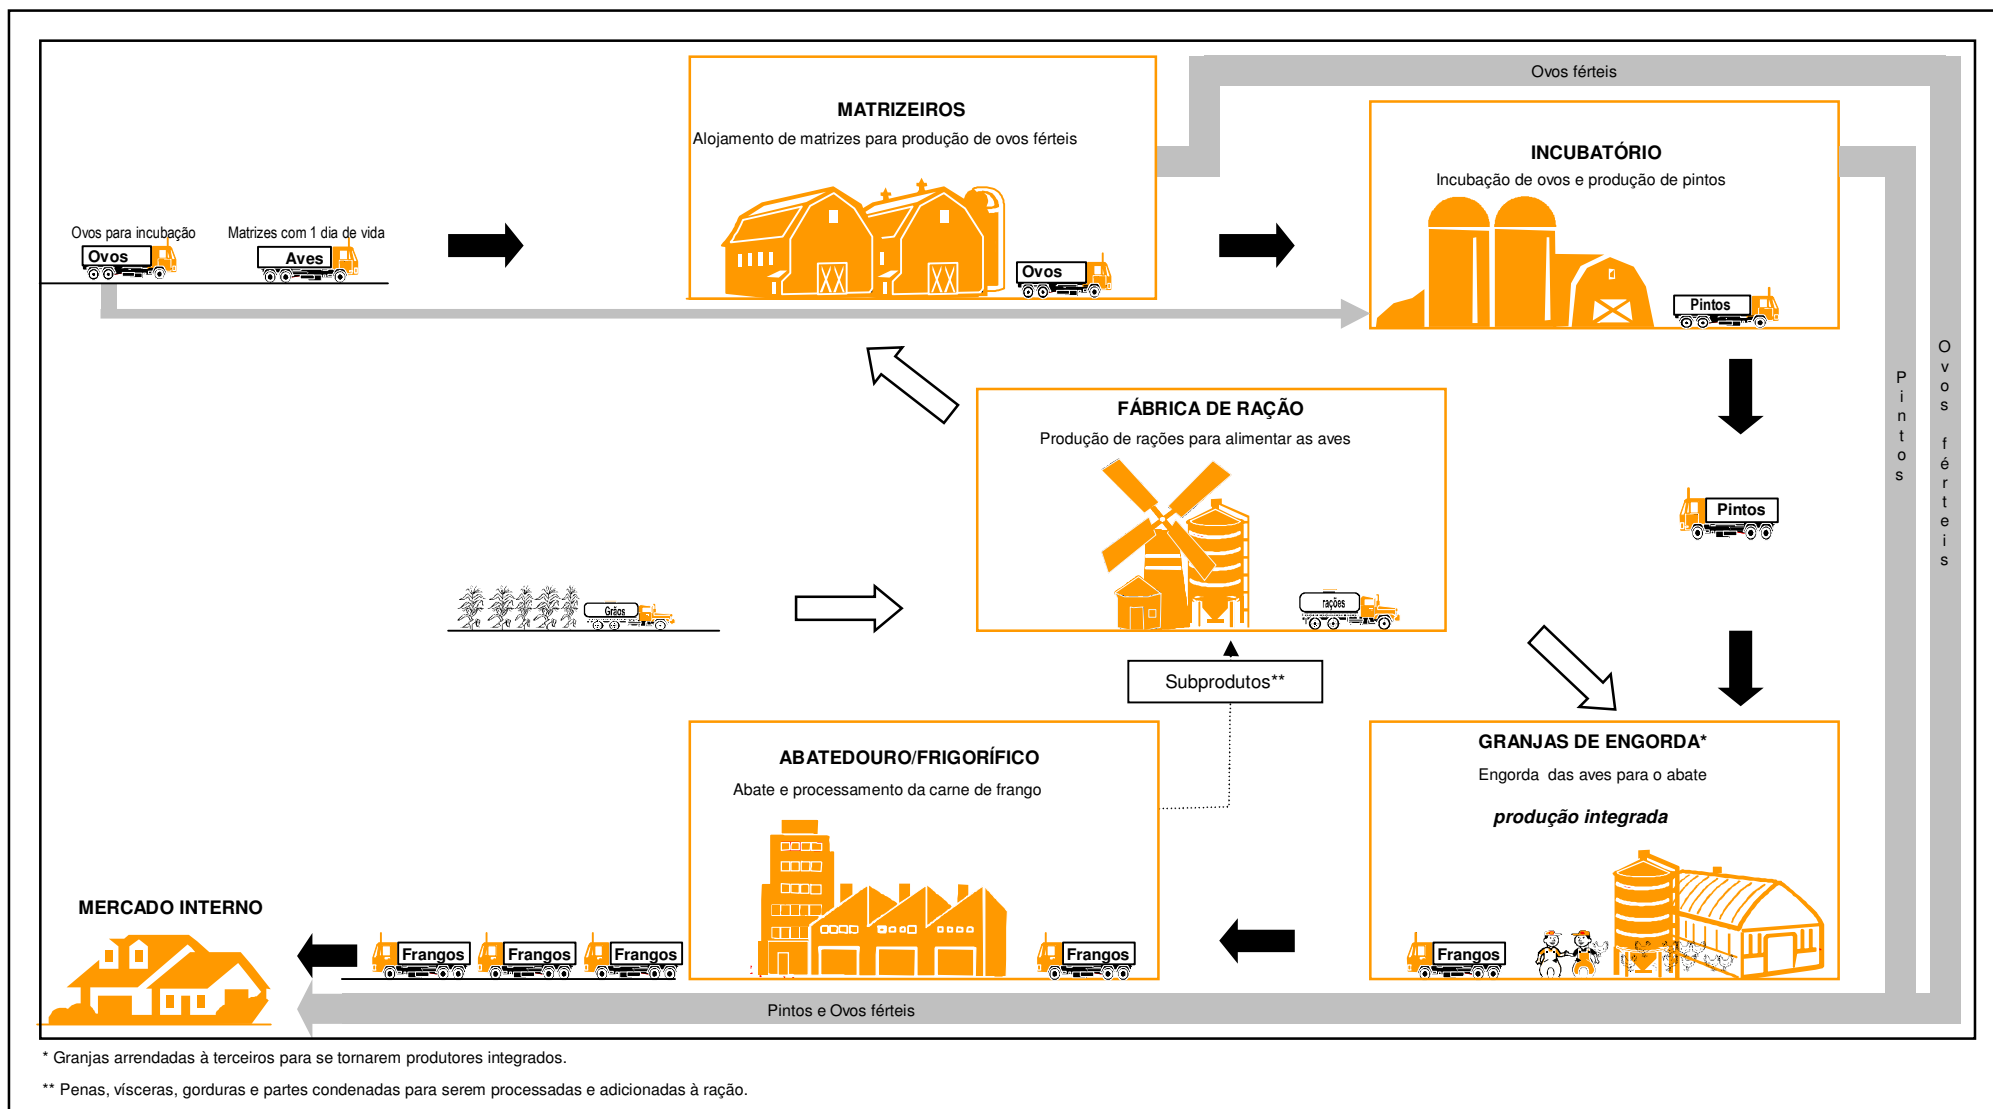 Ovos férteis
MATRIZEIROS
Alojamento de matrizes para produção de ovos férteis
INCUBATÓRIO
Incubação de ovos e produção de pintos
Ovos para incubação
Matrizes com 1 dia de vida
Ovos
Aves
Ovos
Pintos
Ovos férteis
Pintos
FÁBRICA DE RAÇÃO
Produção de rações para alimentar as aves
Pintos
Grãos
rações
Subprodutos**
ABATEDOURO/FRIGORÍFICO
Abate e processamento da carne de frango
GRANJAS DE ENGORDA*
Engorda das aves para o abate
produção integrada
MERCADO INTERNO
Frangos
Frangos
Frangos
Frangos
Frangos
Pintos e Ovos férteis
* Granjas arrendadas à terceiros para se tornarem produtores integrados.
** Penas, vísceras, gorduras e partes condenadas para serem processadas e adicionadas à ração.